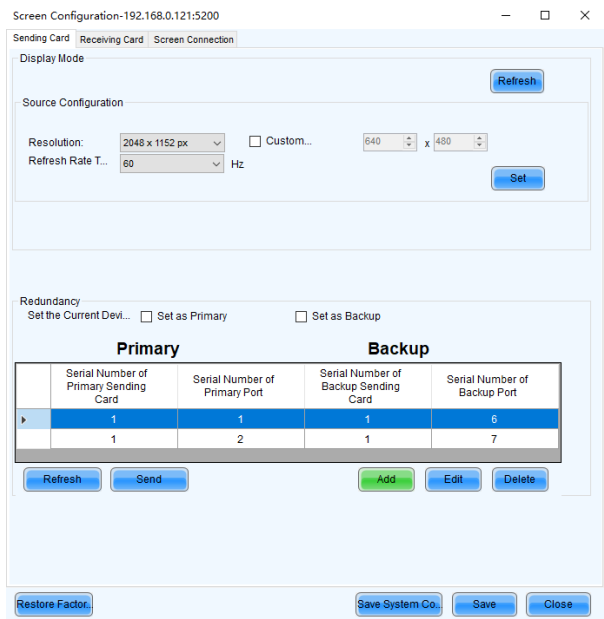 Screen Configuration-192.168.0.121:5200
Sending Card Receiving Card Screen Connection
Display Mode
Refresh
Source Configuration
Resolution: 2048 x 1152 px Custom... 640 x 480
Refresh Rate T... 60 Hz
Set
Redundancy
Set the Current Devi... Set as Primary Set as Backup
Primary Backup
Serial Number of Primary Sending Card Serial Number of Primary Port Serial Number of Backup Sending Card Serial Number of Backup Port
1 1 1 6
1 2 1 7
Refresh Send Add Edit Delete
Restore Factor.. Save System Co.. Save Close